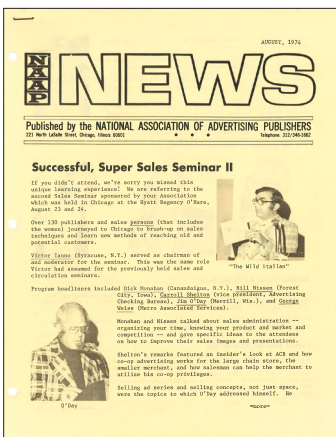 AUGUST, 1974
NAAP
NEWS
Published by the NATIONAL ASSOCIATION OF ADVERTISING PUBLISHERS
221 North LaSalle Street, Chicago, Illinois 60601 • • • Telephone 312/346-1862
Successful, Super Sales Seminar II
If you didn't attend, we're sorry you missed this
unique learning experience! We are referring to the
second Sales Seminar sponsored by your Association
which was held in Chicago at the Hyatt Regency O'Hare,
August 23 and 24.
Over 130 publishers and sales persons (that includes
the women) journeyed to Chicago to brush-up on sales
techniques and learn new methods of reaching old and
potential customers.
Victor Ianno (Syracuse, N.Y.) served as chairman of
and moderator for the seminar. This was the same role
Victor had assumed for the previously held sales and
circulation seminars.
"The Wild Italian"
Program headliners included Dick Monahan (Canandaigua, N.Y.), Bill Nissen (Forest
City, Iowa), Carroll Shelton (vice president, Advertising
Checking Bureau), Jim O'Day (Merrill, Wis.), and George
Weiss (Metro Associated Services).
Monahan and Nissen talked about sales administration --
organizing your time, knowing your product and market and
competition -- and gave specific ideas to the attendees
on how to improve their sales images and presentations.
Shelton's remarks featured an insider's look at ACB and how
co-op advertising works for the large chain store, the
smaller merchant, and how salesmen can help the merchant to
utilize his co-op privileges.
Selling ad series and selling concepts, not just space,
were the topics to which O'Day addressed himself. He
O'Day
*more*